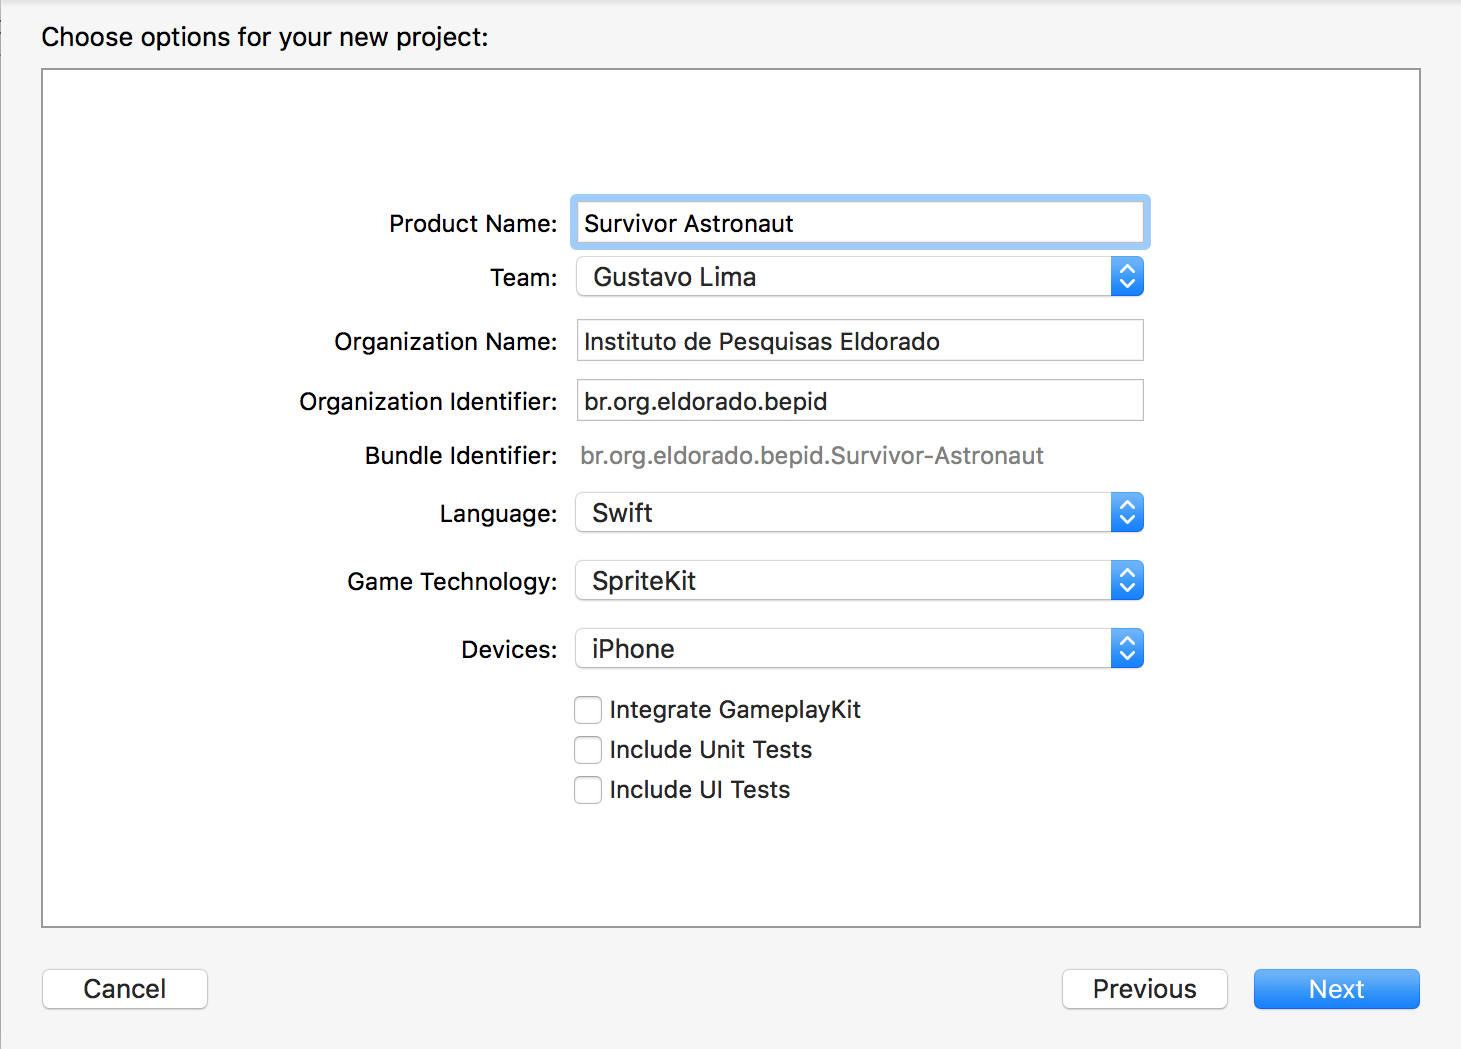 Choose options for your new project:
Product Name: Survivor Astronaut
Team: Gustavo Lima
Organization Name: Instituto de Pesquisas Eldorado
Organization Identifier: br.org.eldorado.bepid
Bundle Identifier: br.org.eldorado.bepid.Survivor-Astronaut
Language: Swift
Game Technology: SpriteKit
Devices: iPhone
Integrate GameplayKit
Include Unit Tests
Include UI Tests
Cancel Previous Next